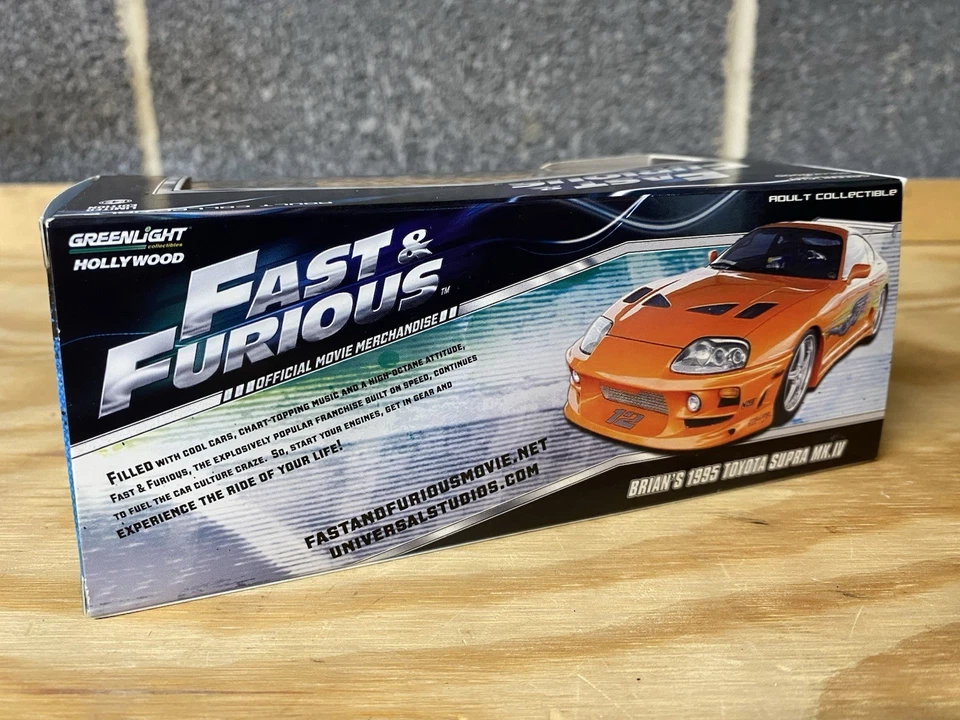 GREENLIGHT
collectibles
HOLLYWOOD
FAST &
FURIOUS™
OFFICIAL MOVIE MERCHANDISE
FILLED WITH COOL CARS, CHART-TOPPING MUSIC AND A HIGH-OCTANE ATTITUDE,
FAST & FURIOUS, THE EXPLOSIVELY POPULAR FRANCHISE BUILT ON SPEED, CONTINUES
TO FUEL THE CAR CULTURE CRAZE. SO, START YOUR ENGINES, GET IN GEAR AND
EXPERIENCE THE RIDE OF YOUR LIFE!
FASTANDFURIOUSMOVIE.NET
UNIVERSALSTUDIOS.COM
ADULT COLLECTIBLE
12
BRIAN'S 1995 TOYOTA SUPRA MK.IV